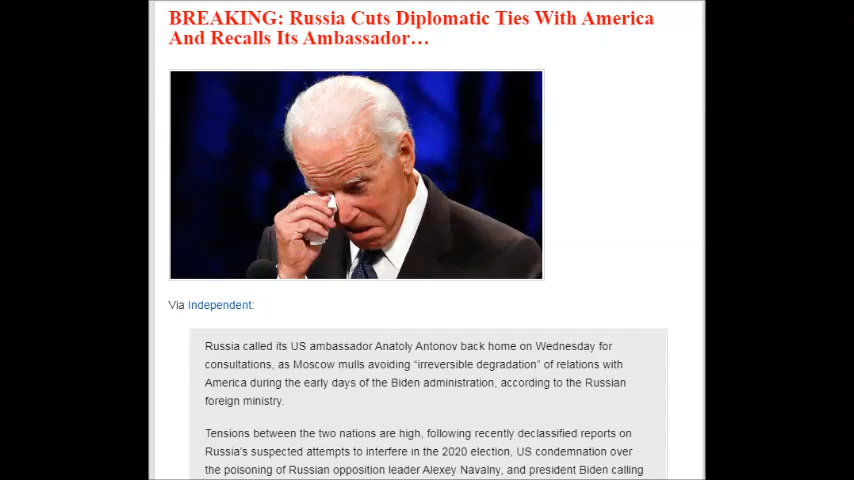 BREAKING: Russia Cuts Diplomatic Ties With America
And Recalls Its Ambassador…
Via Independent:
Russia called its US ambassador Anatoly Antonov back home on Wednesday for
consultations, as Moscow mulls avoiding “irreversible degradation” of relations with
America during the early days of the Biden administration, according to the Russian
foreign ministry.
Tensions between the two nations are high, following recently declassified reports on
Russia's suspected attempts to interfere in the 2020 election, US condemnation over
the poisoning of Russian opposition leader Alexey Navalny, and president Biden calling